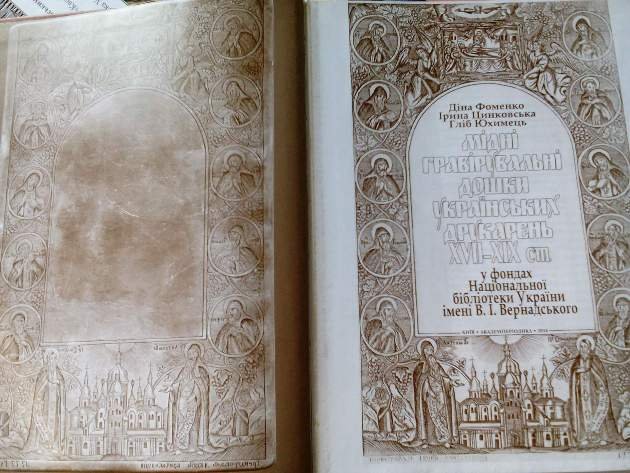 Діна Фоменко
Ірина Цинковська
Гліб Юхимець
МІДНІ
ГРАВІРУВАЛЬНІ
ДОШКИ
УКРАЇНСЬКИХ
ДРУКАРЕНЬ
XVII–XIX ст.
у фондах
Національної
бібліотеки України
імені В. І. Вернадського
КИЇВ • АКАДЕМПЕРІОДИКА •